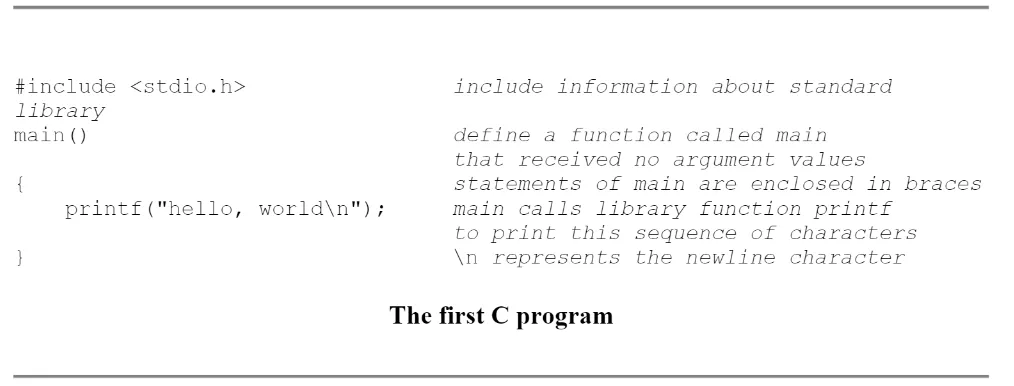 #include <stdio.h> include information about standard
library
main() define a function called main
that received no argument values
{ statements of main are enclosed in braces
printf("hello, world\n"); main calls library function printf
to print this sequence of characters
} \n represents the newline character
The first C program